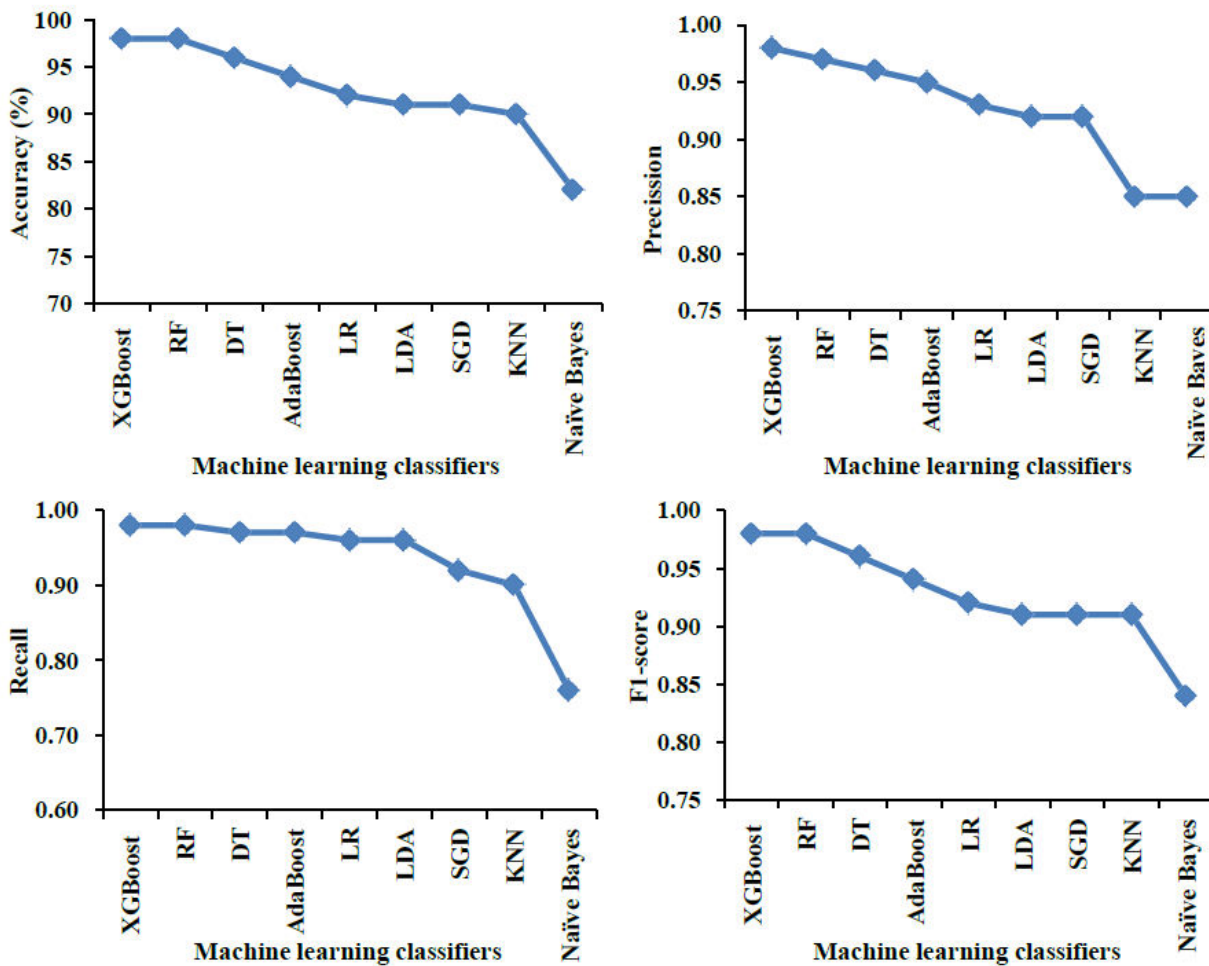 Accuracy (%)
100
95
90
85
80
75
70
XGBoost
RF
DT
AdaBoost
LR
LDA
SGD
KNN
Naïve Bayes
Machine learning classifiers
Precission
1.00
0.95
0.90
0.85
0.80
0.75
XGBoost
RF
DT
AdaBoost
LR
LDA
SGD
KNN
Naïve Baves
Machine learning classifiers
Recall
1.00
0.90
0.80
0.70
0.60
XGBoost
RF
DT
AdaBoost
LR
LDA
SGD
KNN
Naïve Bayes
Machine learning classifiers
F1-score
1.00
0.95
0.90
0.85
0.80
0.75
XGBoost
RF
DT
AdaBoost
LR
LDA
SGD
KNN
Naïve Bayes
Machine learning classifiers